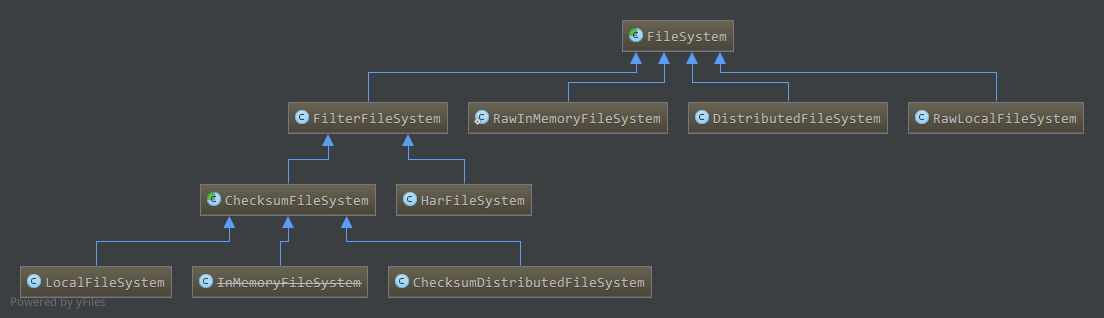 FileSystem
FilterFileSystem
RawInMemoryFileSystem
DistributedFileSystem
RawLocalFileSystem
ChecksumFileSystem
HarFileSystem
LocalFileSystem
InMemoryFileSystem
ChecksumDistributedFileSystem
Powered by yFiles